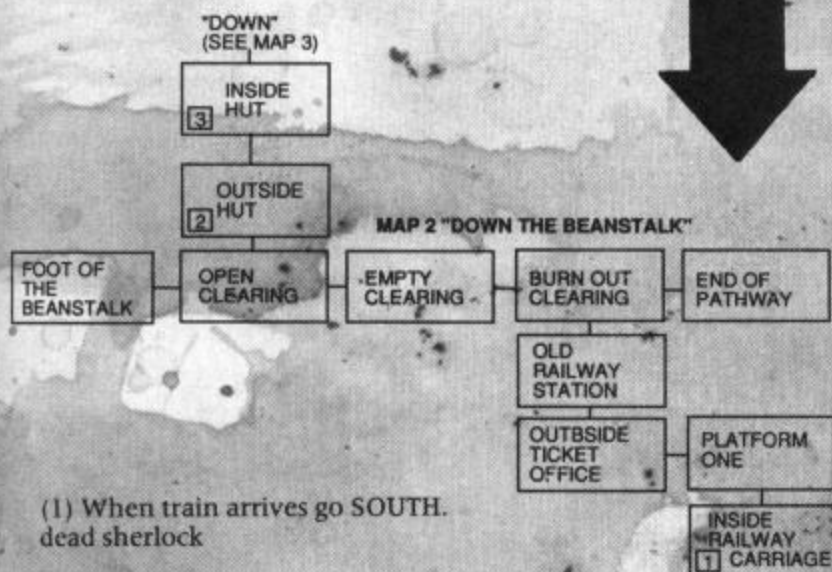 "DOWN"
(SEE MAP 3)
INSIDE
HUT
3
OUTSIDE
HUT
2
MAP 2 "DOWN THE BEANSTALK"
FOOT OF
THE
BEANSTALK
OPEN
CLEARING
EMPTY
CLEARING
BURN OUT
CLEARING
END OF
PATHWAY
OLD
RAILWAY
STATION
OUTBSIDE
TICKET
OFFICE
PLATFORM
ONE
(1) When train arrives go SOUTH.
dead sherlock
INSIDE
RAILWAY
1 CARRIAGE